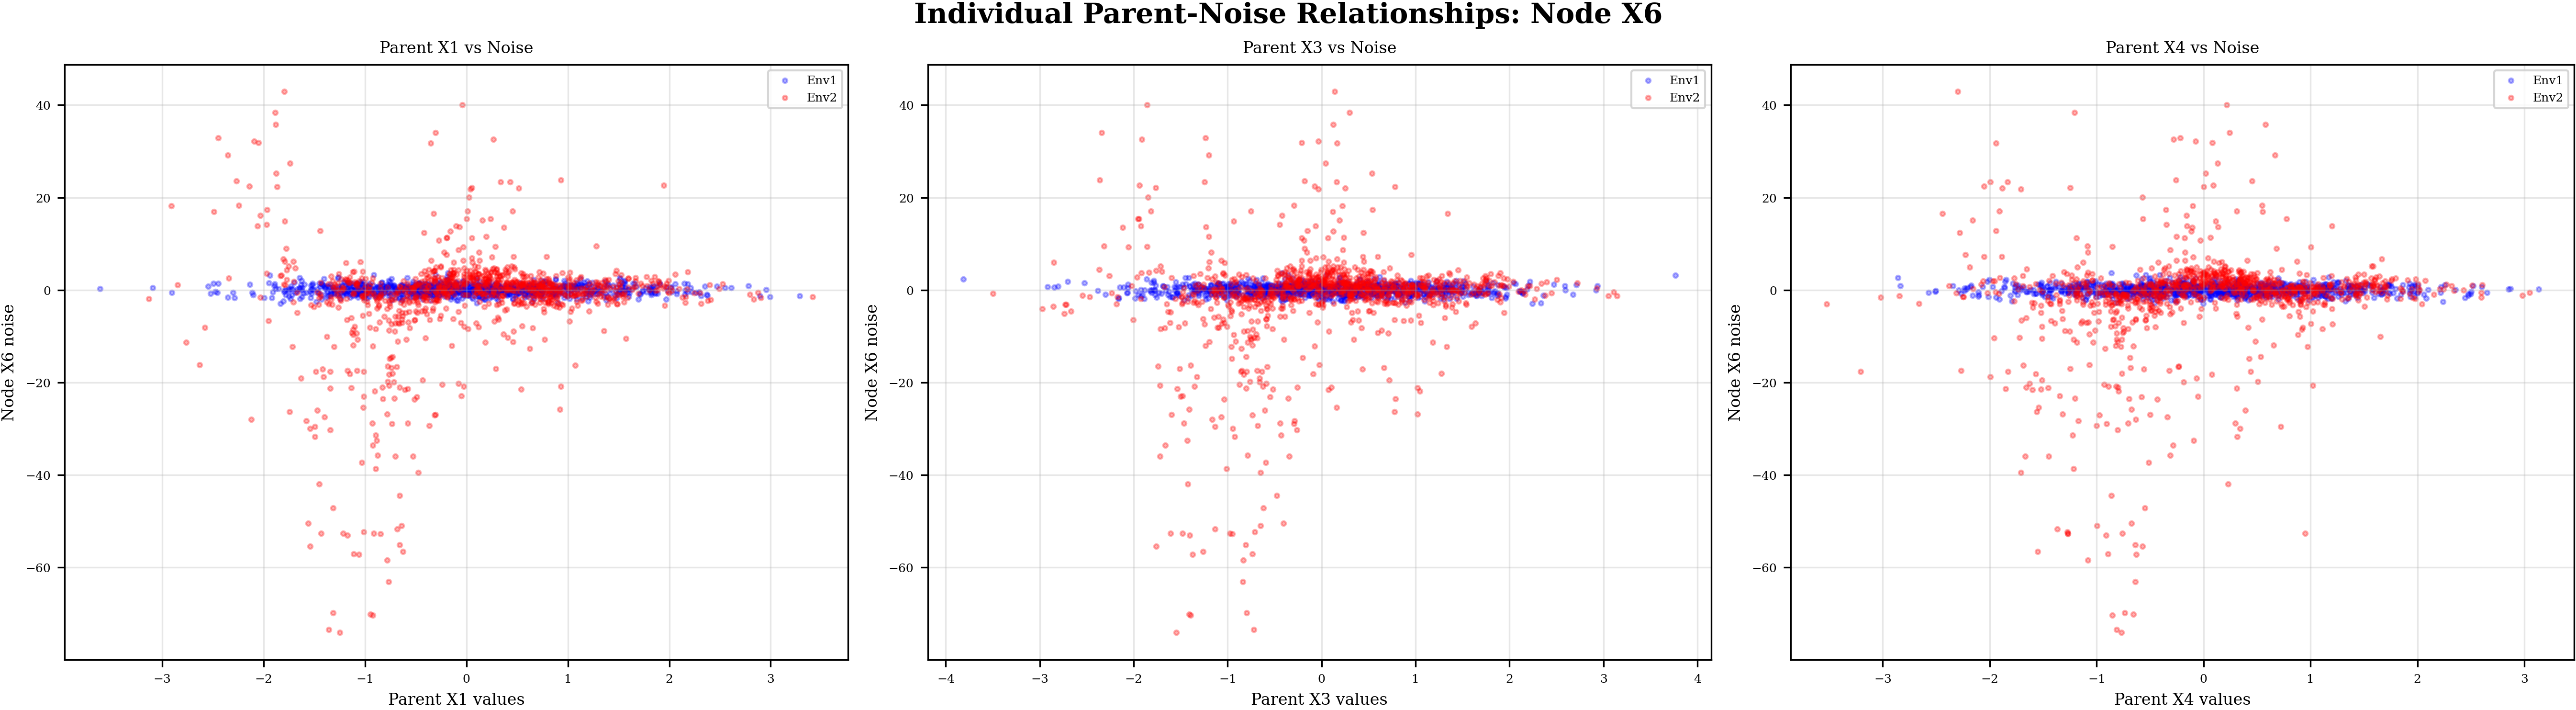 Individual Parent-Noise Relationships: Node X6
Parent X1 vs Noise
Node X6 noise
40
20
0
−20
−40
−60
−3
−2
−1
0
1
2
3
Parent X1 values
Env1
Env2
Parent X3 vs Noise
Node X6 noise
40
20
0
−20
−40
−60
−4
−3
−2
−1
0
1
2
3
4
Parent X3 values
Env1
Env2
Parent X4 vs Noise
Node X6 noise
40
20
0
−20
−40
−60
−3
−2
−1
0
1
2
3
Parent X4 values
Env1
Env2